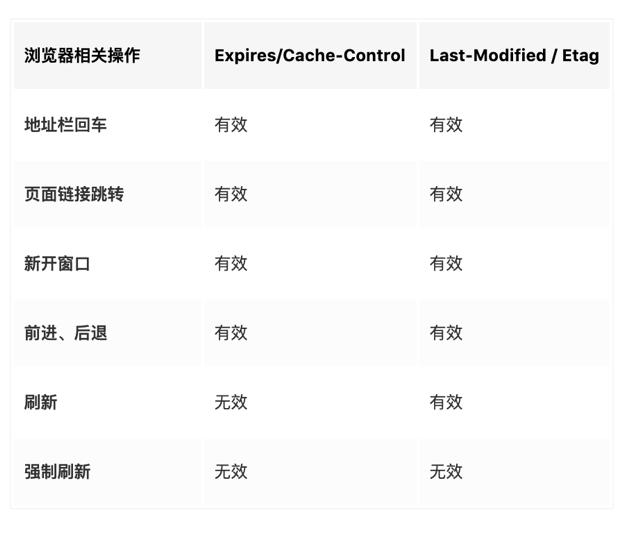 浏览器相关操作 Expires/Cache-Control Last-Modified / Etag
地址栏回车 有效 有效
页面链接跳转 有效 有效
新开窗口 有效 有效
前进、后退 有效 有效
刷新 无效 有效
强制刷新 无效 无效